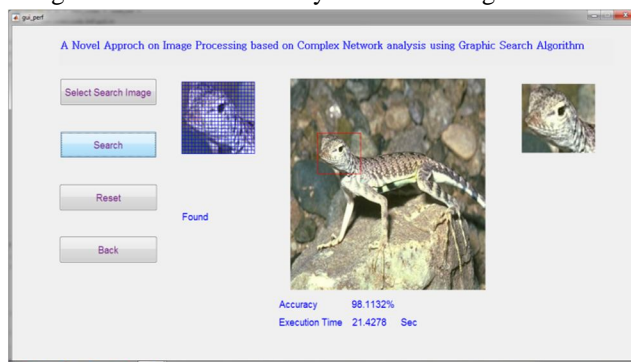 gui_perf
A Novel Approch on Image Processing based on Complex Network analysis using Graphic Search Algorithm
Select Search Image
Search
Reset
Found
Back
Accuracy 98.1132%
Execution Time 21.4278 Sec